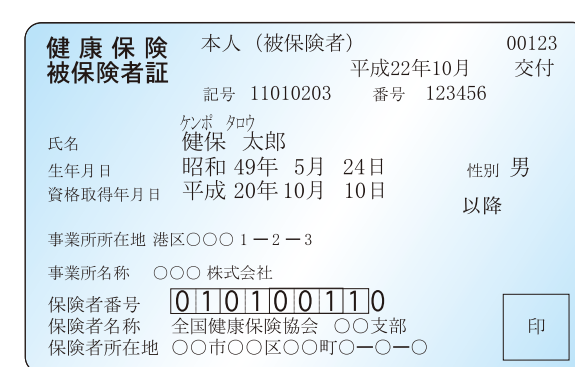 健康保険 本人（被保険者） 00123
被保険者証 平成22年10月 交付
記号 11010203 番号 123456
ケンポ タロウ
氏名 健保 太郎
生年月日 昭和 49年 5月 24日 性別 男
資格取得年月日 平成 20年10月 10日
以降
事業所所在地 港区○○○1－2－3
事業所名称 ○○○ 株式会社
保険者番号 010100110
保険者名称 全国健康保険協会 ○○支部
保険者所在地 ○○市○○区○○町○－○－○
印